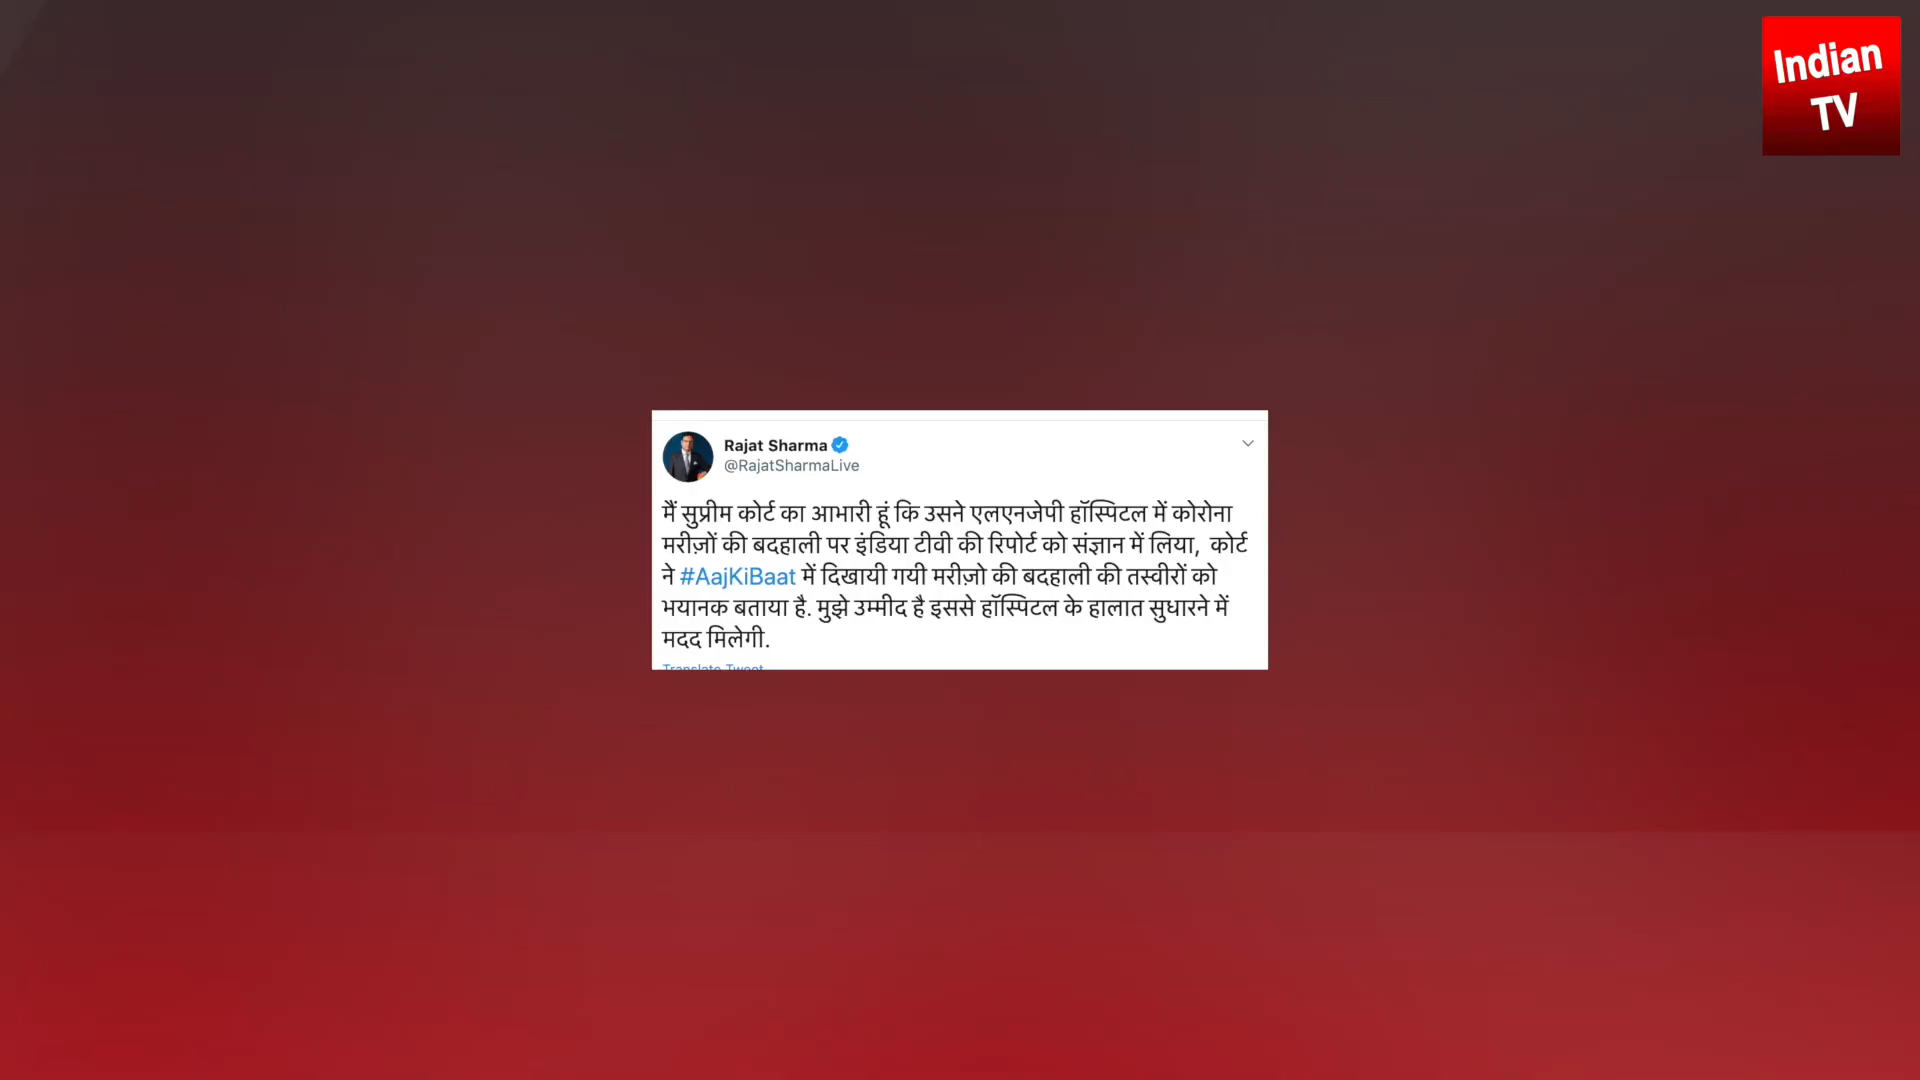 Indian
TV
Rajat Sharma
@RajatSharmaLive
मैं सुप्रीम कोर्ट का आभारी हूं कि उसने एलएनजेपी हॉस्पिटल में कोरोना
मरीज़ों की बदहाली पर इंडिया टीवी की रिपोर्ट को संज्ञान में लिया, कोर्ट
ने #AajKiBaat में दिखायी गयी मरीज़ो की बदहाली की तस्वीरों को
भयानक बताया है. मुझे उम्मीद है इससे हॉस्पिटल के हालात सुधारने में
मदद मिलेगी.
Translate Tweet